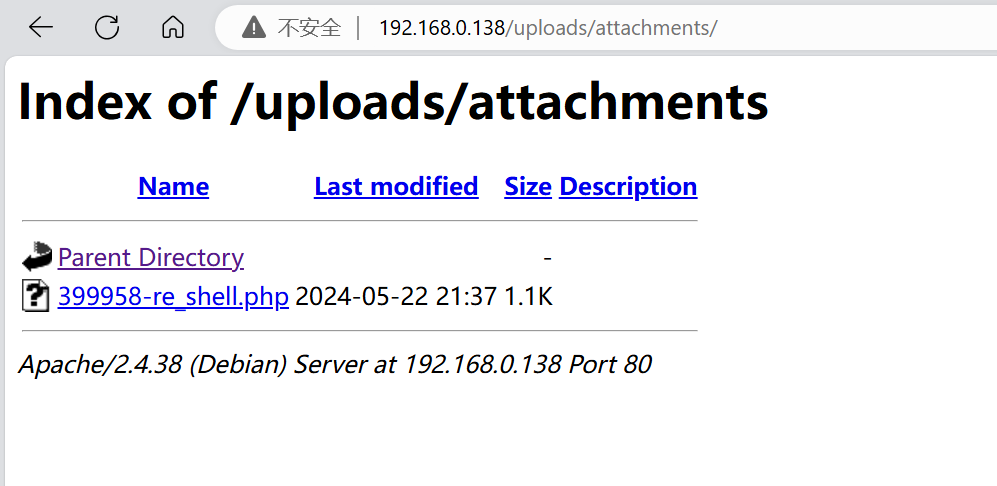 不安全 | 192.168.0.138/uploads/attachments/
Index of /uploads/attachments
Name Last modified Size Description
Parent Directory -
399958-re_shell.php 2024-05-22 21:37 1.1K
Apache/2.4.38 (Debian) Server at 192.168.0.138 Port 80